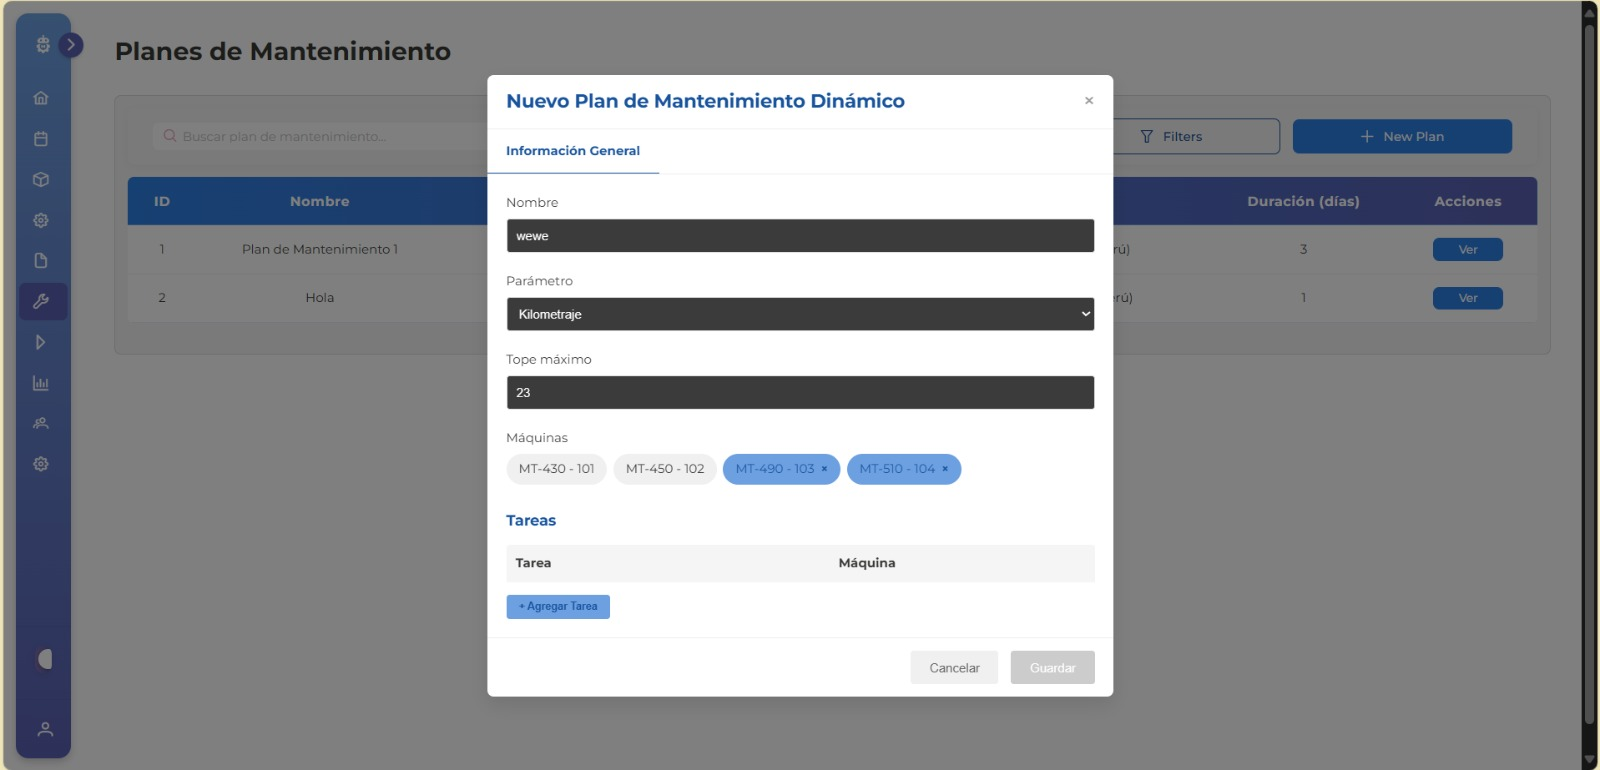 Planes de Mantenimiento
Buscar plan de mantenimiento...
Filters
+ New Plan
ID Nombre Duración (días) Acciones
1 Plan de Mantenimiento 1 rú) 3 Ver
2 Hola rú) 1 Ver
Nuevo Plan de Mantenimiento Dinámico ×
Información General
Nombre
wewe
Parámetro
Kilometraje
Tope máximo
23
Máquinas
MT-430 - 101 MT-450 - 102 MT-490 - 103 × MT-510 - 104 ×
Tareas
Tarea Máquina
+ Agregar Tarea
Cancelar Guardar